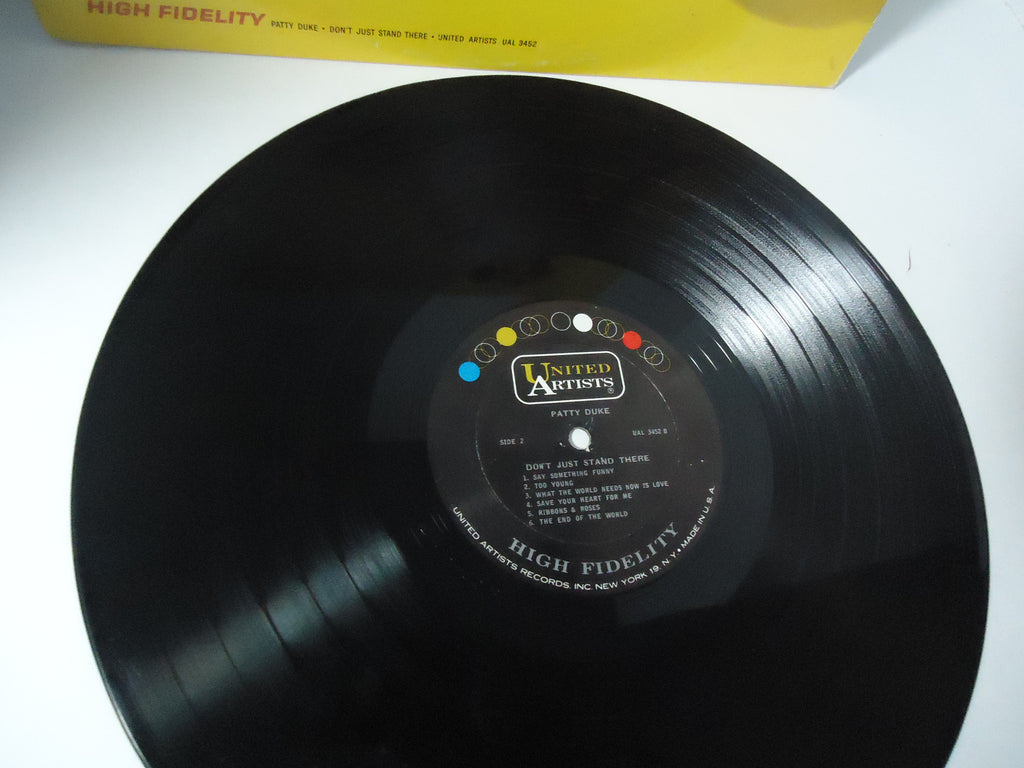 HIGH FIDELITY PATTY DUKE • DON'T JUST STAND THERE • UNITED ARTISTS UAL 3452
UNITED
ARTISTS®
PATTY DUKE
SIDE 2 UAL 3452 B
DON'T JUST STAND THERE
1. SAY SOMETHING FUNNY
2. TOO YOUNG
3. WHAT THE WORLD NEEDS NOW IS LOVE
4. SAVE YOUR HEART FOR ME
5. RIBBONS & ROSES
6. THE END OF THE WORLD
HIGH FIDELITY
UNITED ARTISTS RECORDS, INC. NEW YORK 19, N.Y. • MADE IN U.S.A.